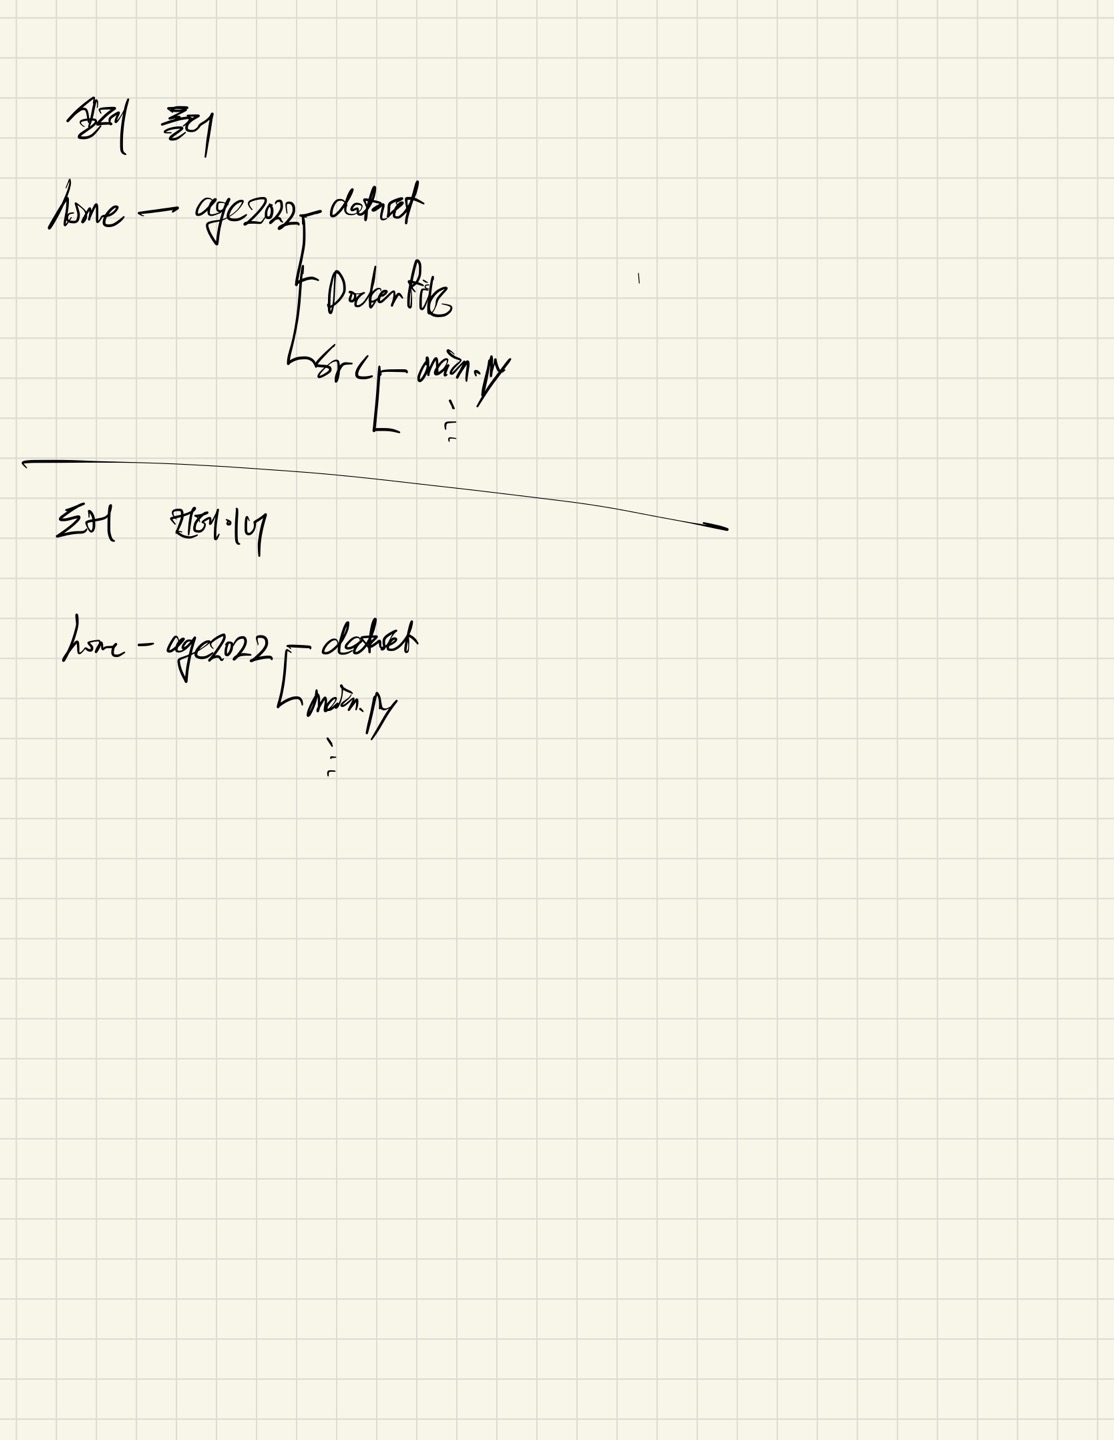 실제 폴더
home — age2022 - dataset
Dockerfile
src - main.py
도커 컨테이너
home - age2022 - dataset
main.py